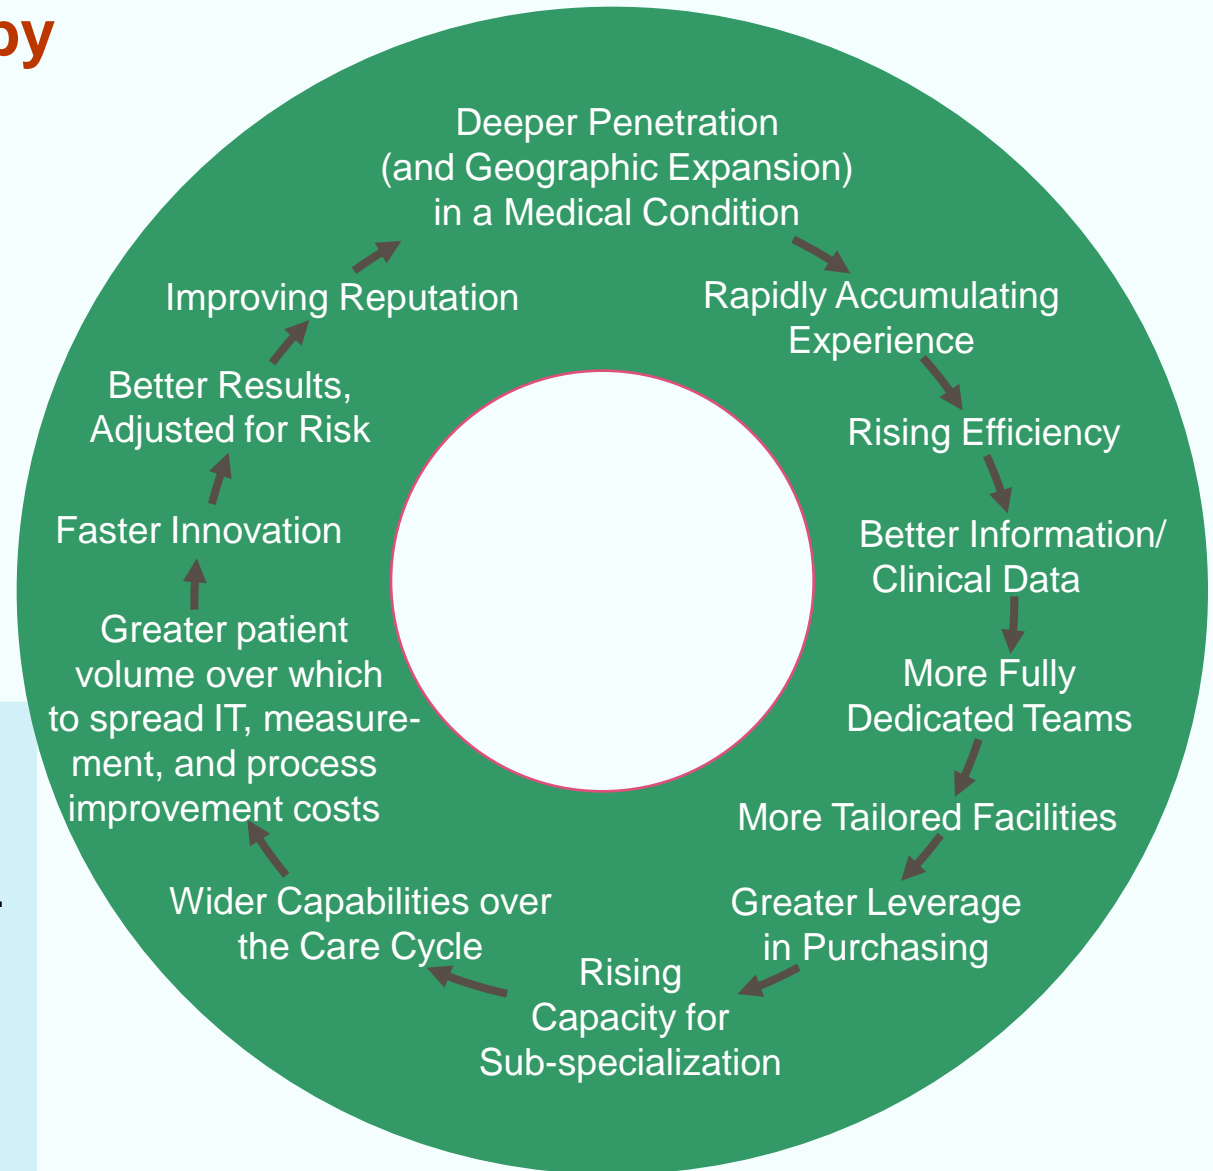 by
Deeper Penetration
(and Geographic Expansion)
in a Medical Condition
Rapidly Accumulating
Experience
Rising Efficiency
Better Information/
Clinical Data
More Fully
Dedicated Teams
More Tailored Facilities
Greater Leverage
in Purchasing
Rising
Capacity for
Sub-specialization
Wider Capabilities over
the Care Cycle
Greater patient
volume over which
to spread IT, measure-
ment, and process
improvement costs
Faster Innovation
Better Results,
Adjusted for Risk
Improving Reputation